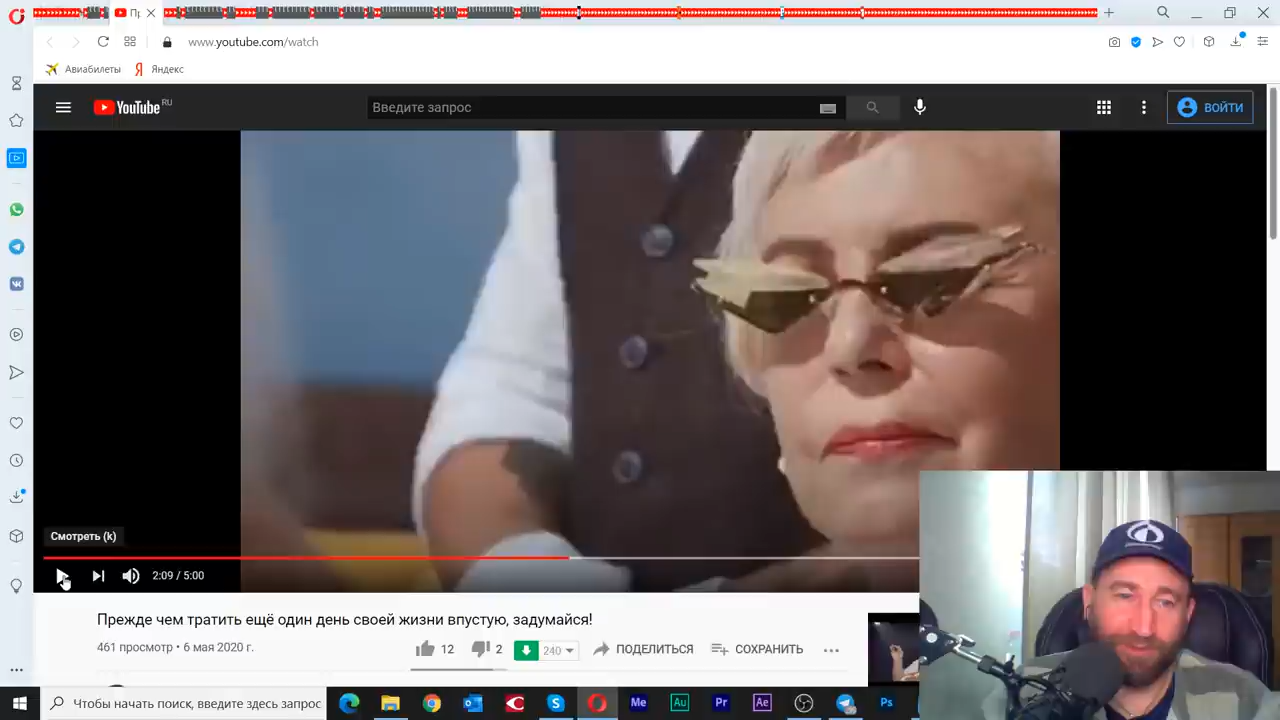 Пр
www.youtube.com/watch
Авиабилеты
Яндекс
YouTube RU
Введите запрос
ВОЙТИ
Смотреть (k)
2:09 / 5:00
Прежде чем тратить ещё один день своей жизни впустую, задумайся!
461 просмотр • 6 мая 2020 г.
12
2
240
ПОДЕЛИТЬСЯ
СОХРАНИТЬ
Чтобы начать поиск, введите здесь запрос
Me
Au
Pr
Ae
Ps